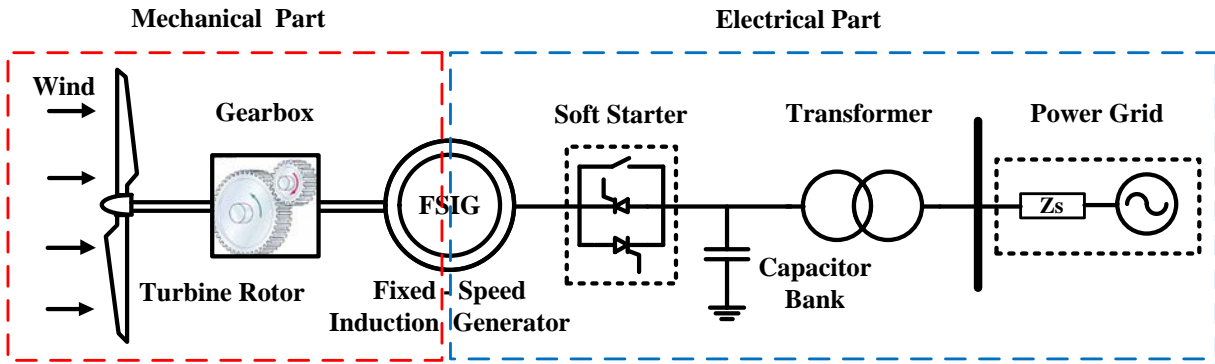 Mechanical Part
Electrical Part
Wind
Gearbox
Soft Starter
Transformer
Power Grid
FSIG
Zs
Turbine Rotor
Fixed - Speed
Induction Generator
Capacitor
Bank